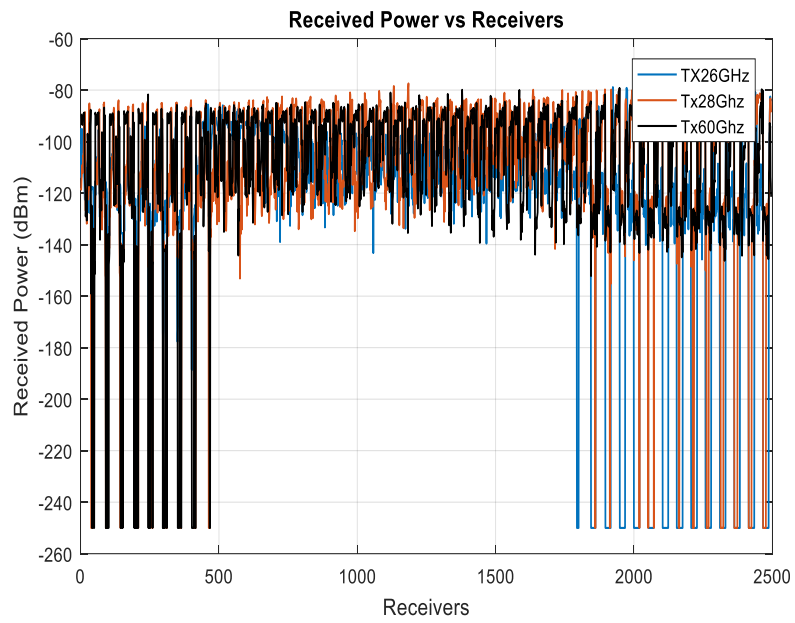 Received Power vs Receivers
-60
-80
-100
-120
-140
-160
-180
-200
-220
-240
-260
Received Power (dBm)
TX26GHz
Tx28Ghz
Tx60Ghz
0
500
1000
1500
2000
2500
Receivers